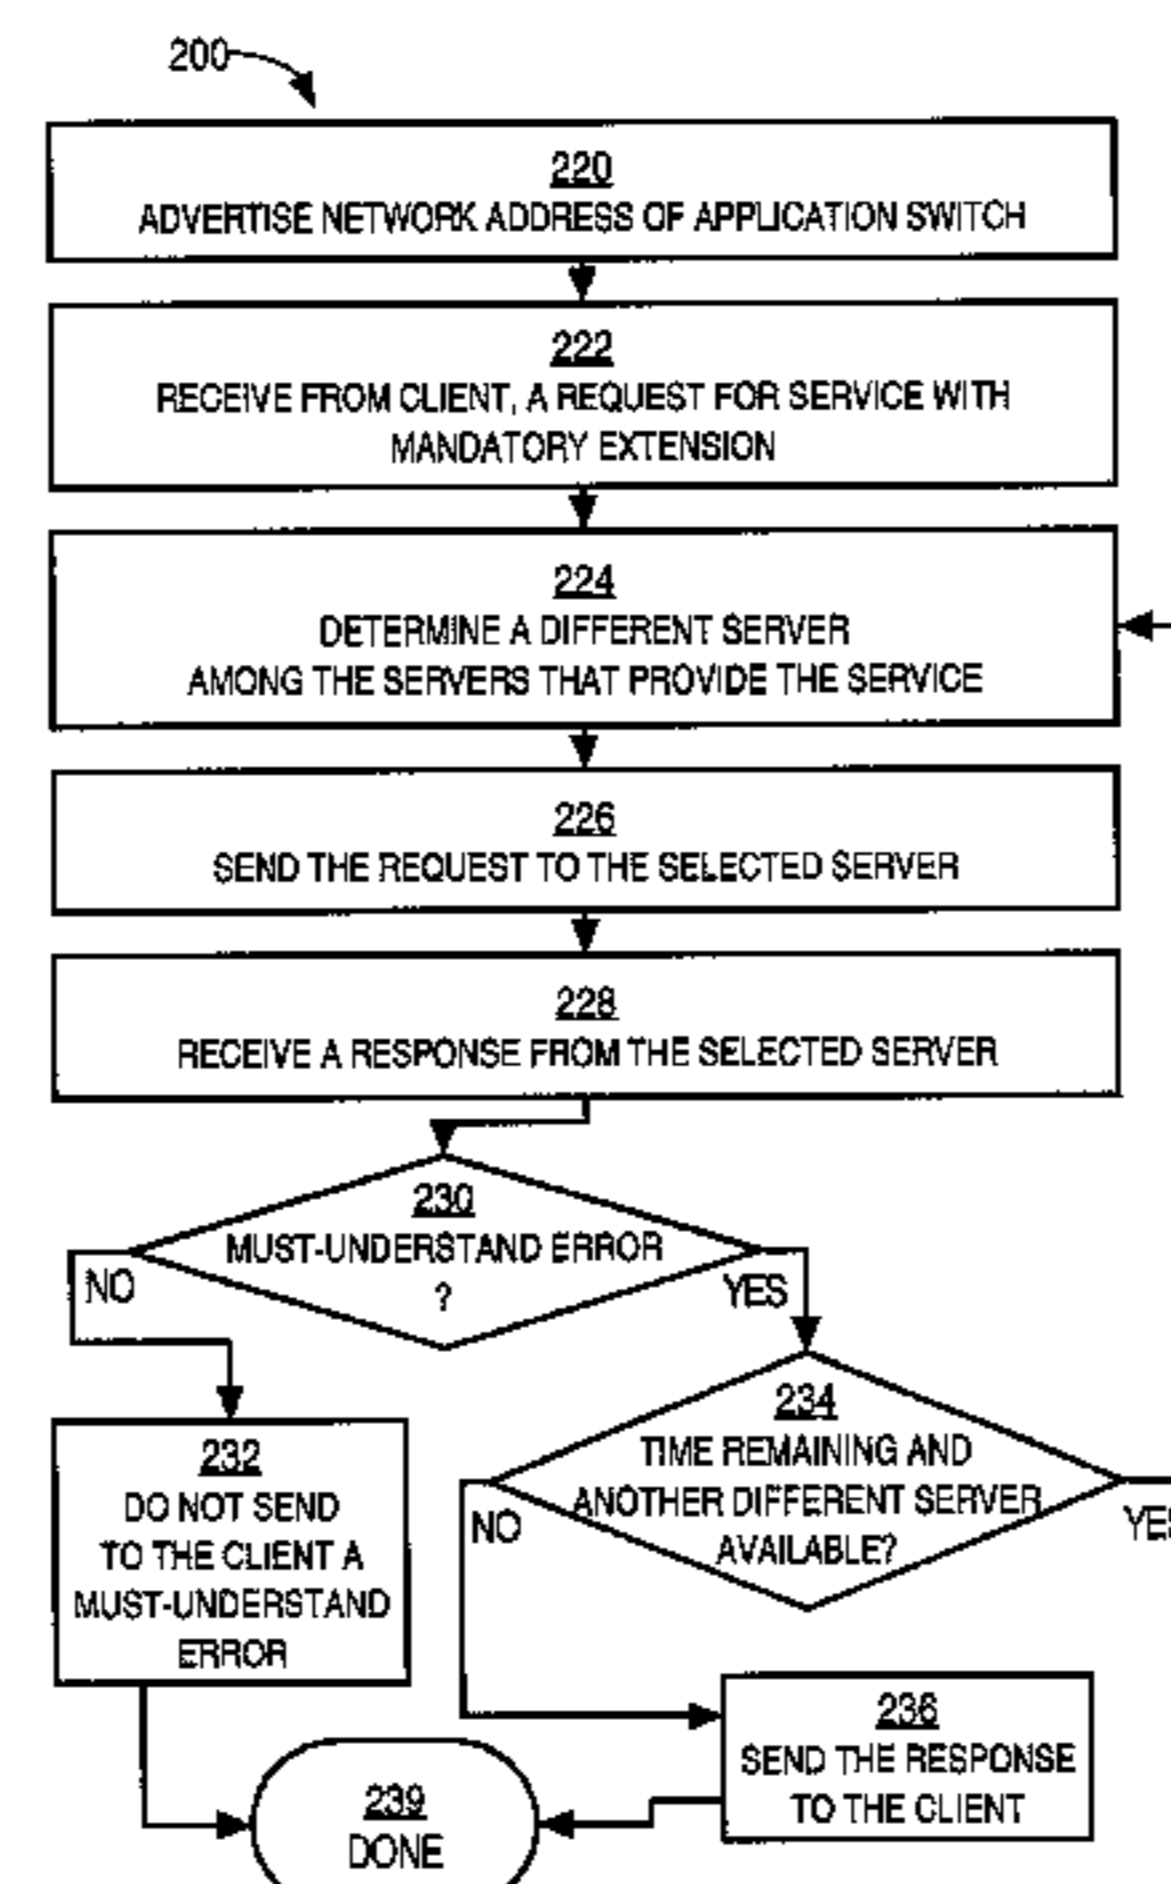 200
220
ADVERTISE NETWORK ADDRESS OF APPLICATION SWITCH
222
RECEIVE FROM CLIENT, A REQUEST FOR SERVICE WITH
MANDATORY EXTENSION
224
DETERMINE A DIFFERENT SERVER
AMONG THE SERVERS THAT PROVIDE THE SERVICE
226
SEND THE REQUEST TO THE SELECTED SERVER
228
RECEIVE A RESPONSE FROM THE SELECTED SERVER
230
MUST-UNDERSTAND ERROR
?
NO
YES
232
DO NOT SEND
TO THE CLIENT A
MUST-UNDERSTAND
ERROR
234
TIME REMAINING AND
ANOTHER DIFFERENT SERVER
AVAILABLE?
NO
YES
236
SEND THE RESPONSE
TO THE CLIENT
239
DONE